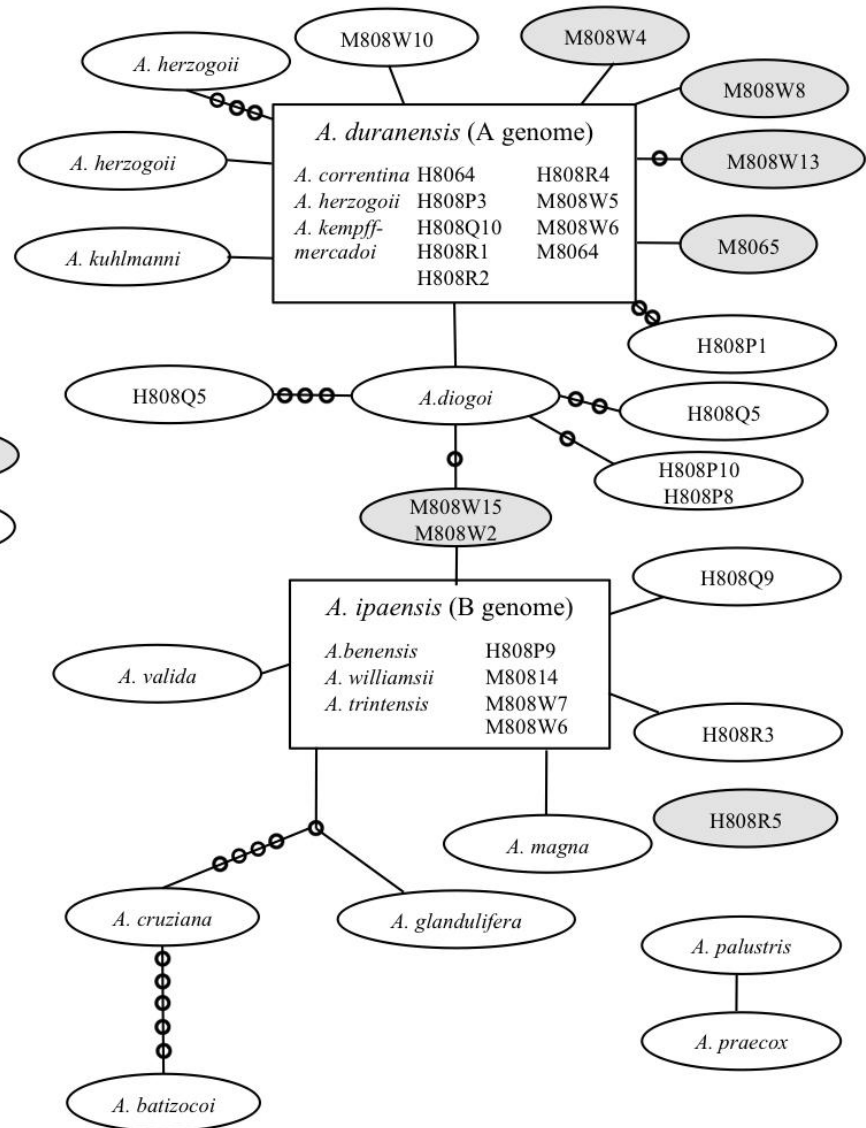 M808W10
M808W4
A. herzogoii
M808W8
A. duranensis (A genome)
A. herzogoii
M808W13
A. correntina H8064 H808R4
A. herzogoii H808P3 M808W5
A. kempff- H808Q10 M808W6
mercadoi H808R1 M8064
H808R2
M8065
A. kuhlmanni
H808P1
H808Q5
A.diogoi
H808Q5
H808P10
H808P8
M808W15
M808W2
H808Q9
A. ipaensis (B genome)
A.benensis H808P9
A. williamsii M80814
A. trintensis M808W7
M808W6
A. valida
H808R3
H808R5
A. magna
A. cruziana
A. glandulifera
A. palustris
A. praecox
A. batizocoi